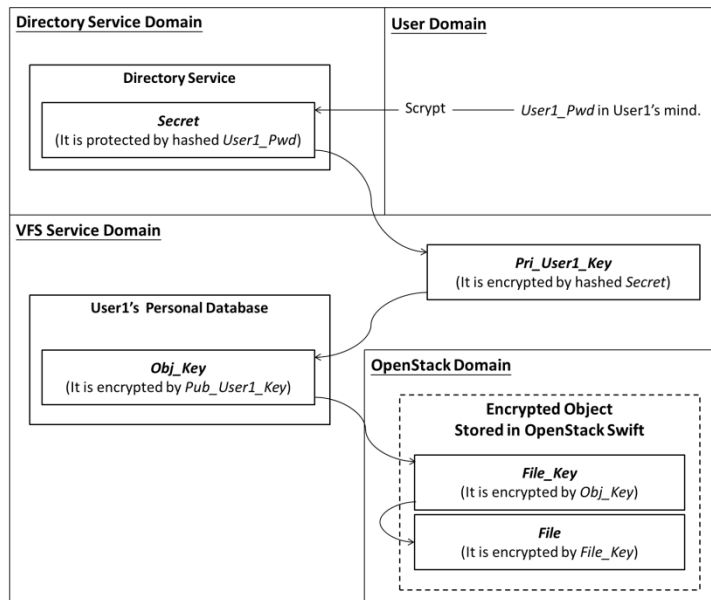 Directory Service Domain
User Domain
Directory Service
Secret
(It is protected by hashed User1_Pwd)
Scrypt
User1_Pwd in User1's mind.
VFS Service Domain
Pri_User1_Key
(It is encrypted by hashed Secret)
User1's Personal Database
Obj_Key
(It is encrypted by Pub_User1_Key)
OpenStack Domain
Encrypted Object
Stored in OpenStack Swift
File_Key
(It is encrypted by Obj_Key)
File
(It is encrypted by File_Key)